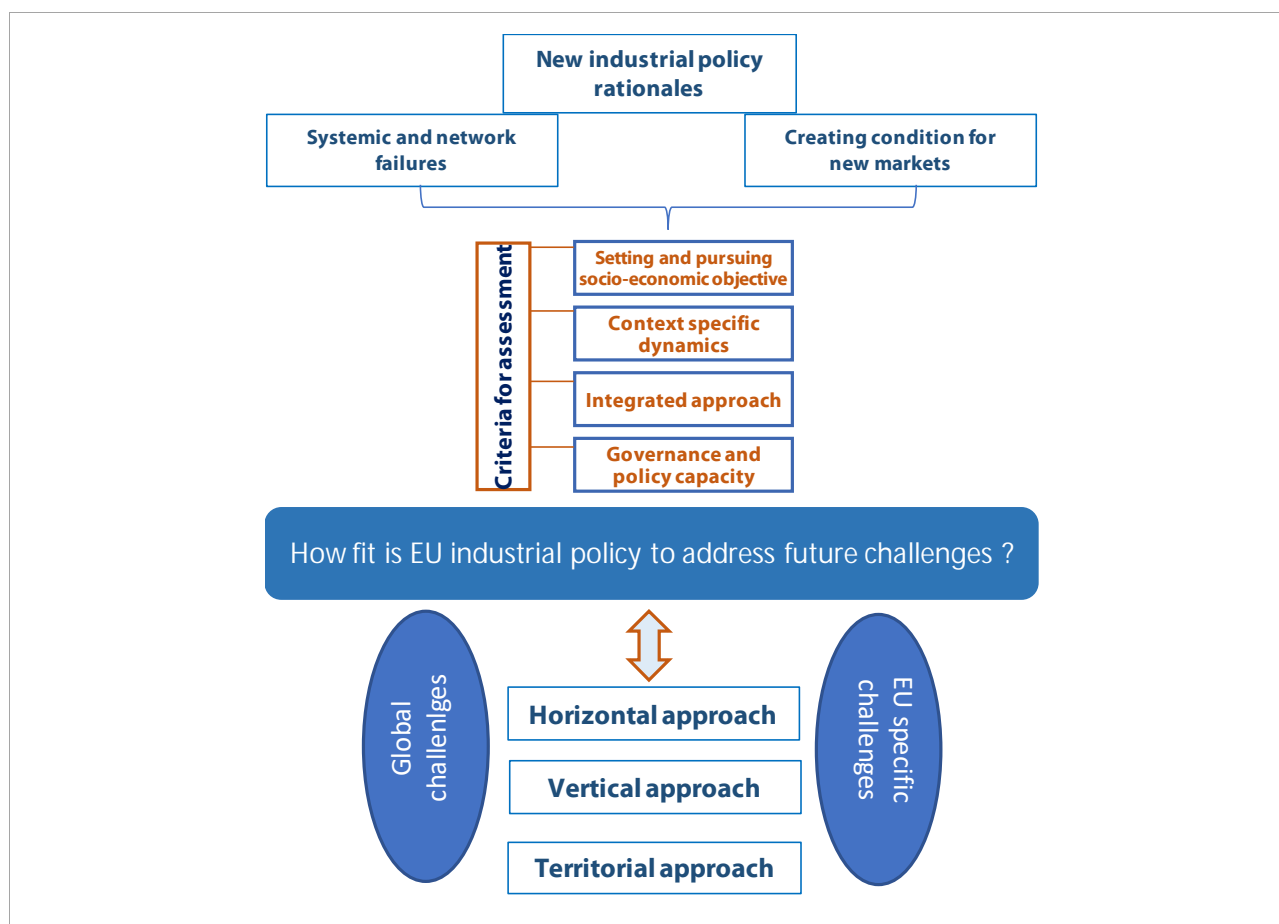 New industrial policy
rationales
Systemic and network
failures
Creating condition for
new markets
Criteria for assessment
Setting and pursuing
socio-economic objective
Context specific
dynamics
Integrated approach
Governance and
policy capacity
How fit is EU industrial policy to address future challenges ?
Global
challenlges
Horizontal approach
Vertical approach
Territorial approach
EU specific
challenges